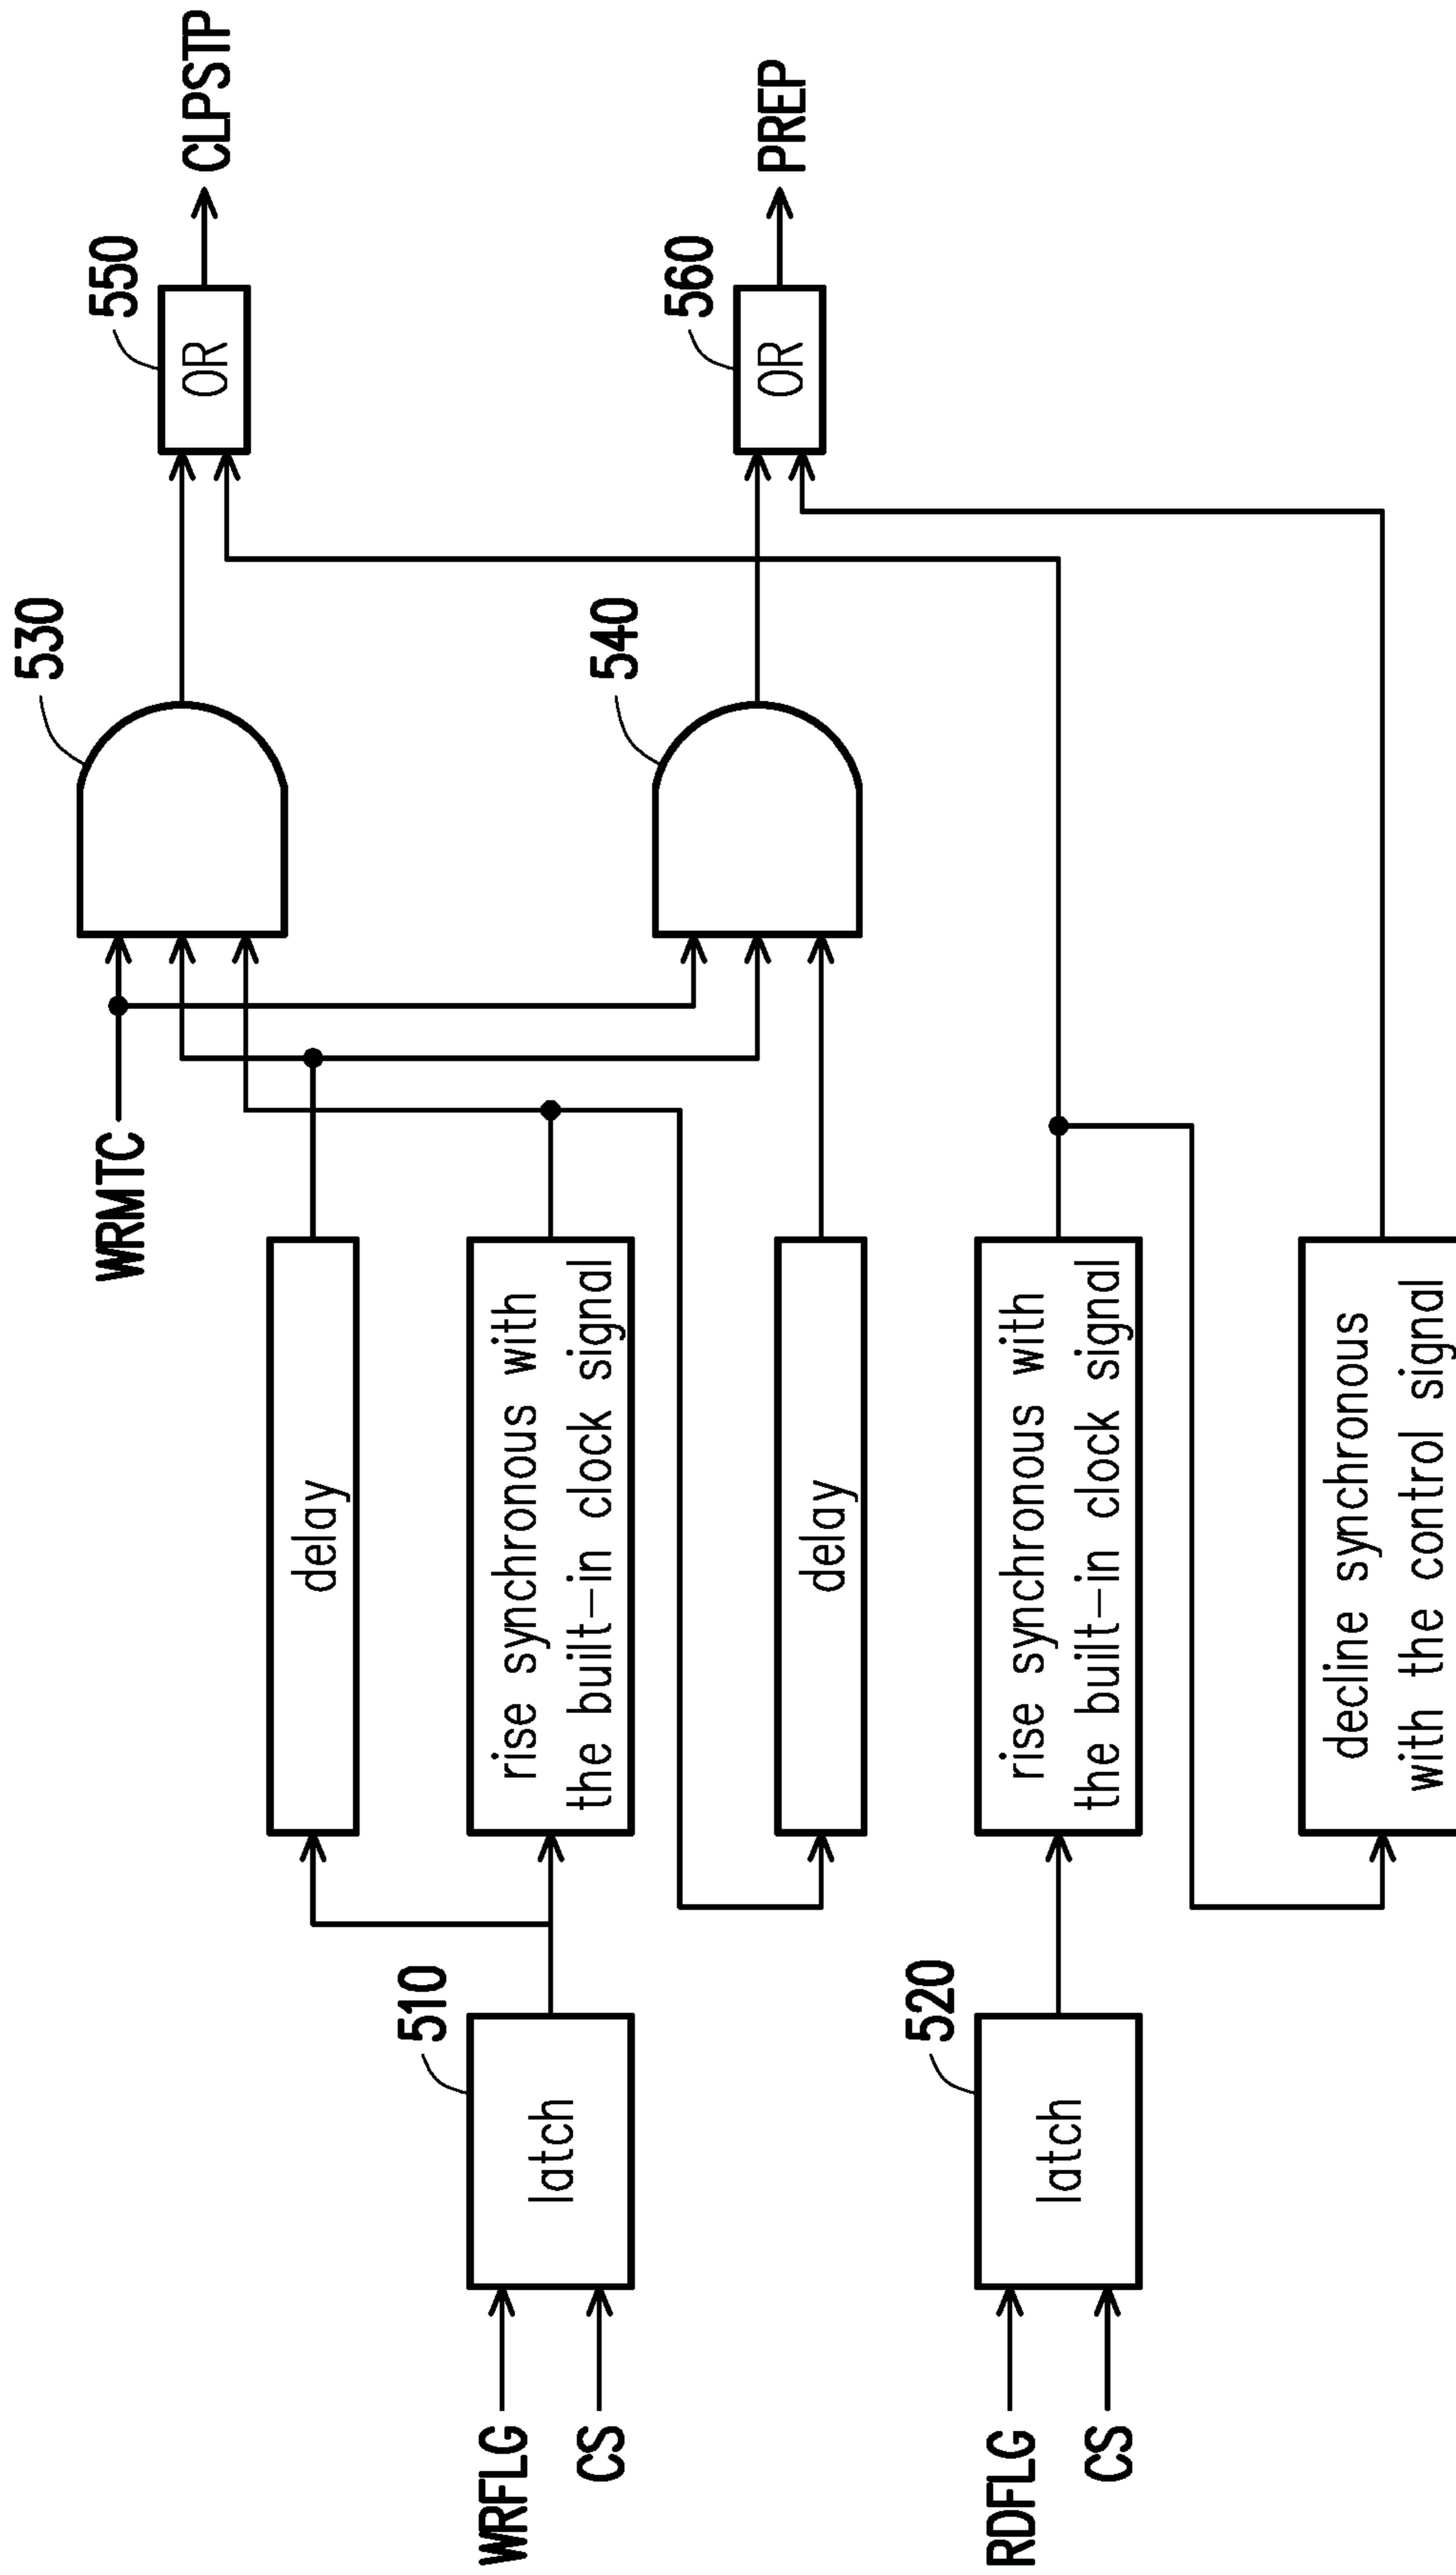 WRFLG
CS
latch
510
delay
rise synchronous with
the built-in clock signal
delay
WRMTC
530
540
OR
550
CLPSTP
OR
560
PREP
RDFLG
CS
latch
520
rise synchronous with
the built-in clock signal
decline synchronous
with the control signal